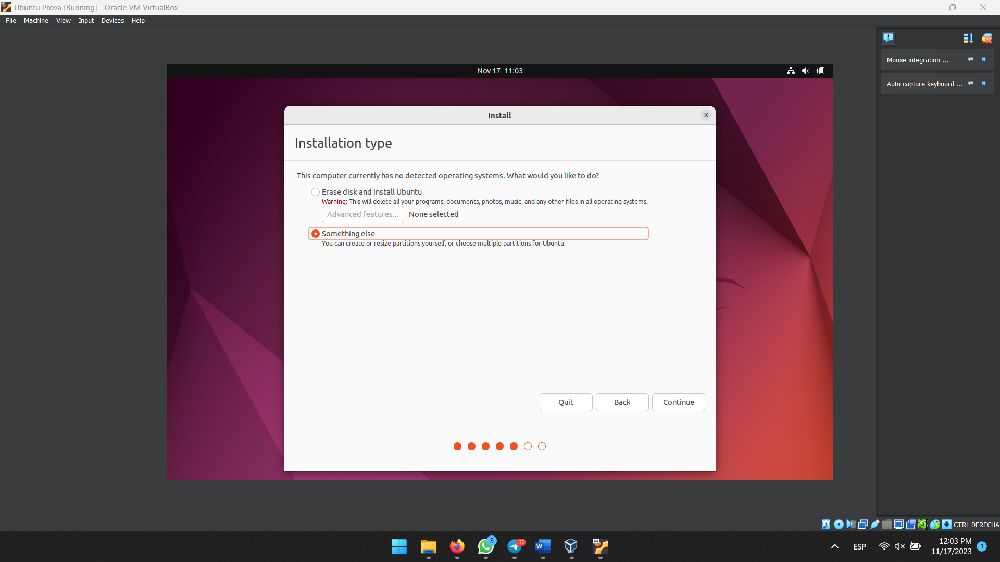 Ubuntu Prova [Running] - Oracle VM VirtualBox
File Machine View Input Devices Help
Mouse integration ...
Auto capture keyboard ...
Nov 17 11:03
Install
Installation type
This computer currently has no detected operating systems. What would you like to do?
Erase disk and install Ubuntu
Warning: This will delete all your programs, documents, photos, music, and any other files in all operating systems.
Advanced features... None selected
Something else
You can create or resize partitions yourself, or choose multiple partitions for Ubuntu.
Quit Back Continue
CTRL DERECHA
64
5
..72
W
64
ESP
12:03 PM
11/17/2023
1